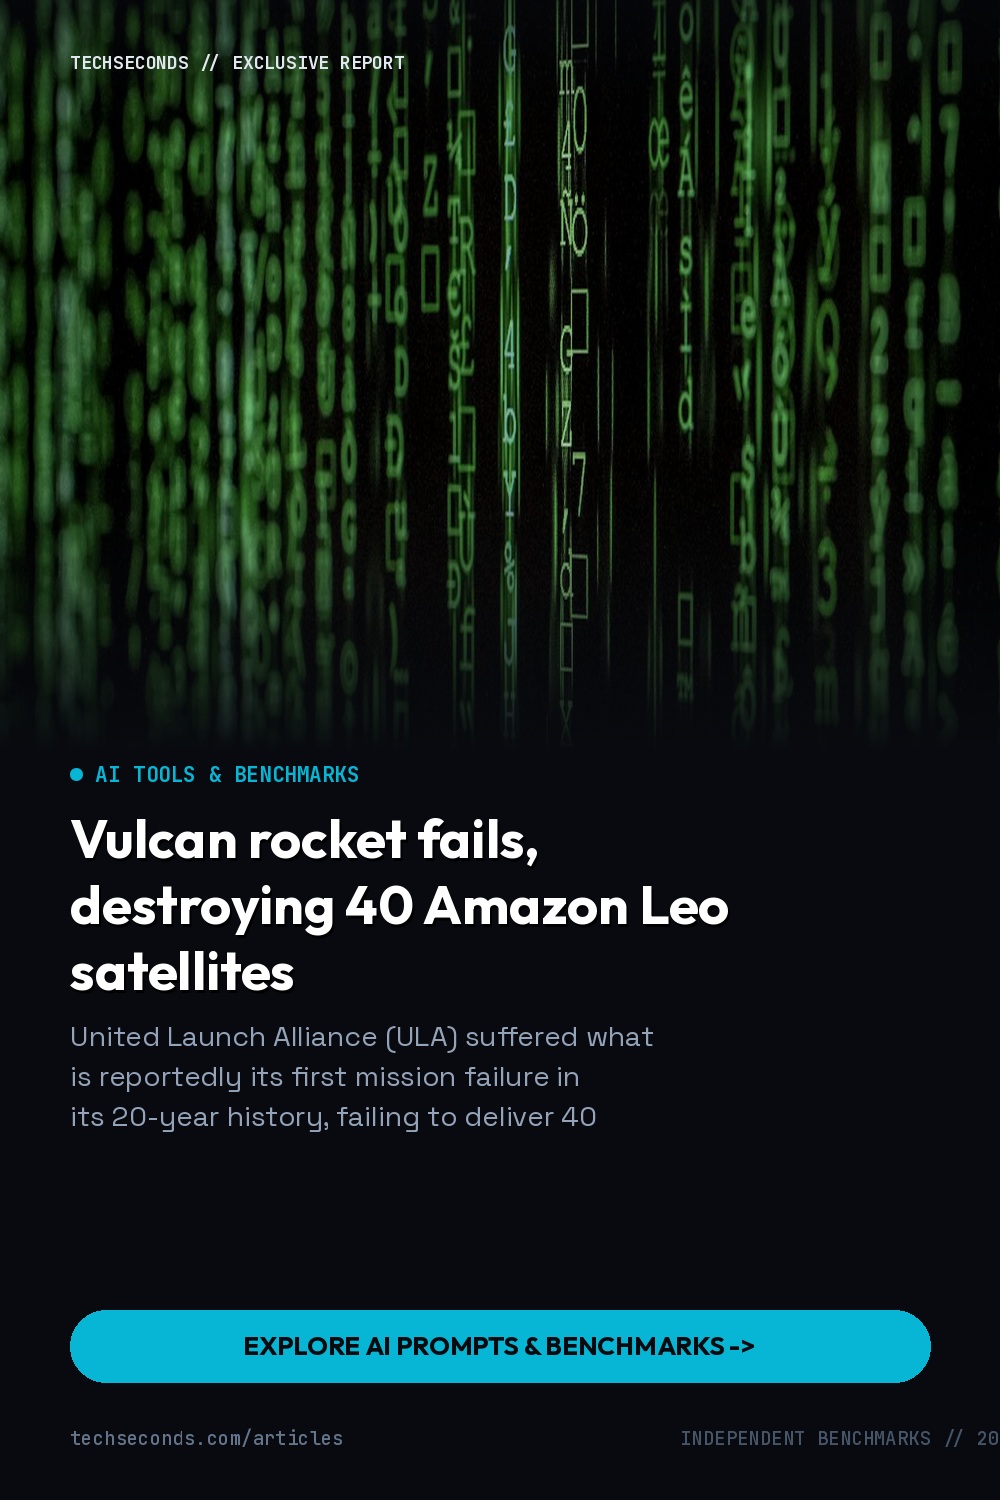 TECHSECONDS // EXCLUSIVE REPORT
AI TOOLS & BENCHMARKS
Vulcan rocket fails,
destroying 40 Amazon Leo
satellites
United Launch Alliance (ULA) suffered what
is reportedly its first mission failure in
its 20-year history, failing to deliver 40
EXPLORE AI PROMPTS & BENCHMARKS ->
techseconds.com/articles
INDEPENDENT BENCHMARKS // 20